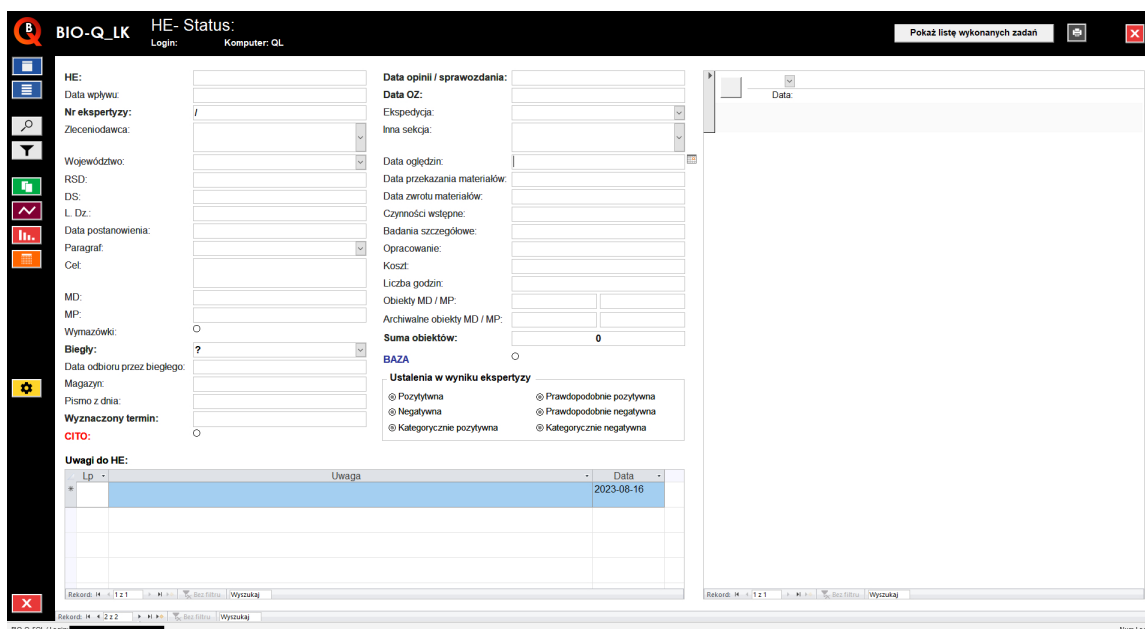 B
BIO-Q_LK
HE- Status:
Login: Komputer: QL
Pokaż listę wykonanych zadań
HE:
Data wpływu:
Nr ekspertyzy: /
Zleceniodawca:
Województwo:
RSD:
DS:
L. Dz.:
Data postanowienia:
Paragraf:
Cel:
MD:
MP:
Wymazówki:
Biegły: ?
Data odbioru przez biegłego:
Magazyn:
Pismo z dnia:
Wyznaczony termin:
CITO:
Data opinii / sprawozdania:
Data OZ:
Ekspedycja:
Inna sekcja:
Data oględzin:
Data przekazania materiałów:
Data zwrotu materiałów:
Czynności wstępne:
Badania szczegółowe:
Opracowanie:
Koszt:
Liczba godzin:
Obiekty MD / MP:
Archiwalne obiekty MD / MP:
Suma obiektów: 0
BAZA
Ustalenia w wyniku ekspertyzy
Pozytytwna Prawdopodobnie pozytywna
Negatywna Prawdopodobnie negatywna
Kategorycznie pozytywna Kategorycznie negatywna
Data:
Uwagi do HE:
Lp Uwaga Data
2023-08-16
Rekord: 1 z 1 Bez filtru Wyszukaj
Rekord: 1 z 1 Bez filtru Wyszukaj
Rekord: 2 z 2 Bez filtru Wyszukaj